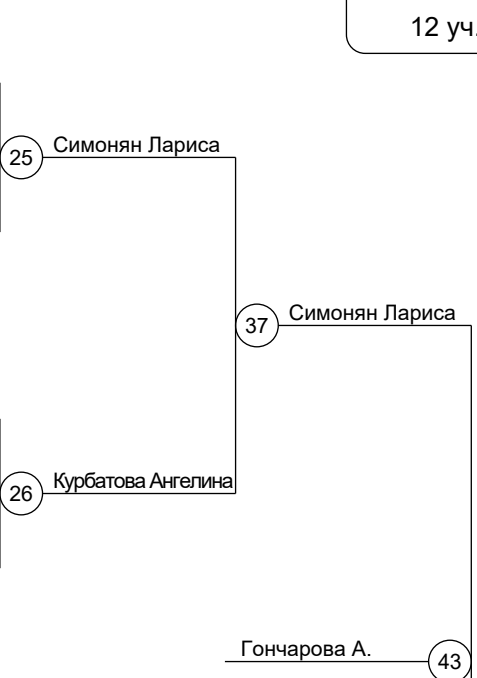 12 уч.
25 Симонян Лариса
37 Симонян Лариса
26 Курбатова Ангелина
Гончарова А. 43